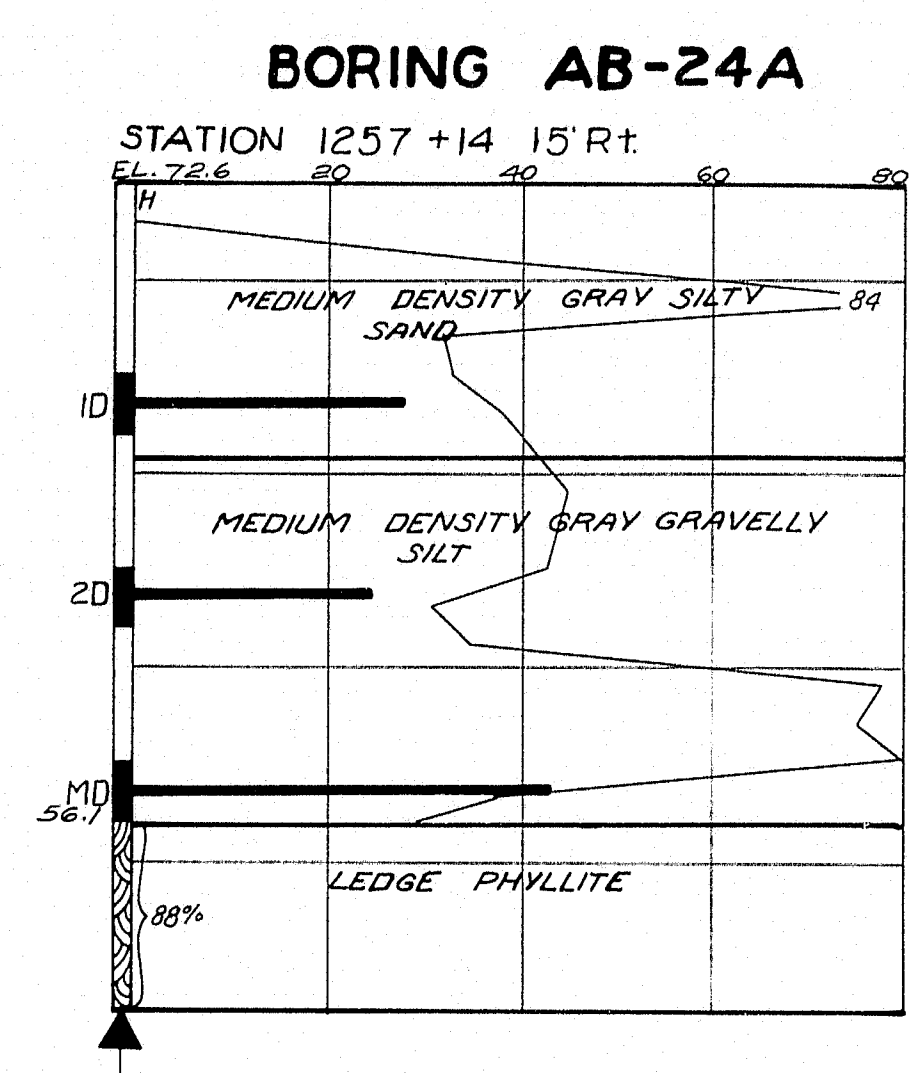 BORING AB-24A
STATION 1257 +14 15' Rt.
EL. 72.6 20 40 60 80
H
MEDIUM DENSITY GRAY SILTY
84
SAND
1D
MEDIUM DENSITY GRAY GRAVELLY
SILT
2D
MD
56.1
LEDGE PHYLLITE
88%